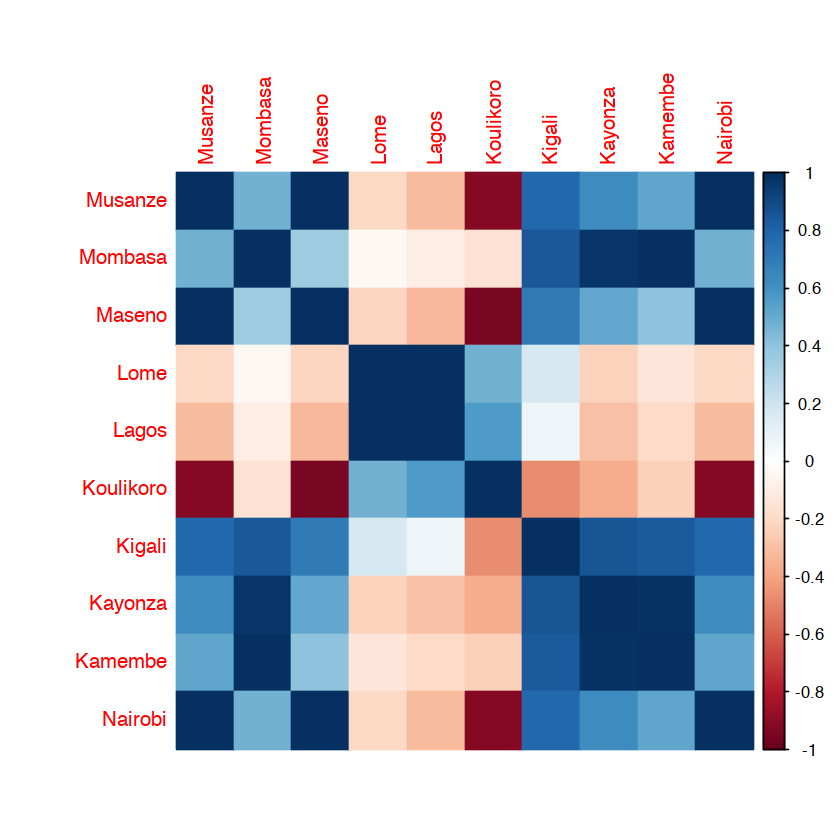 Musanze
Mombasa
Maseno
Lome
Lagos
Koulikoro
Kigali
Kayonza
Kamembe
Nairobi
Musanze
Mombasa
Maseno
Lome
Lagos
Koulikoro
Kigali
Kayonza
Kamembe
Nairobi
1
0.8
0.6
0.4
0.2
0
-0.2
-0.4
-0.6
-0.8
-1